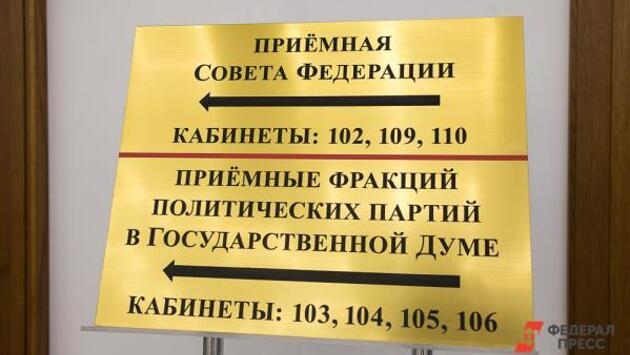 ПРИЁМНАЯ
СОВЕТА ФЕДЕРАЦИИ
КАБИНЕТЫ: 102, 109, 110
ПРИЁМНЫЕ ФРАКЦИЙ
ПОЛИТИЧЕСКИХ ПАРТИЙ
В ГОСУДАРСТВЕННОЙ ДУМЕ
КАБИНЕТЫ: 103, 104, 105, 106
ФЕДЕРАЛ
ПРЕСС